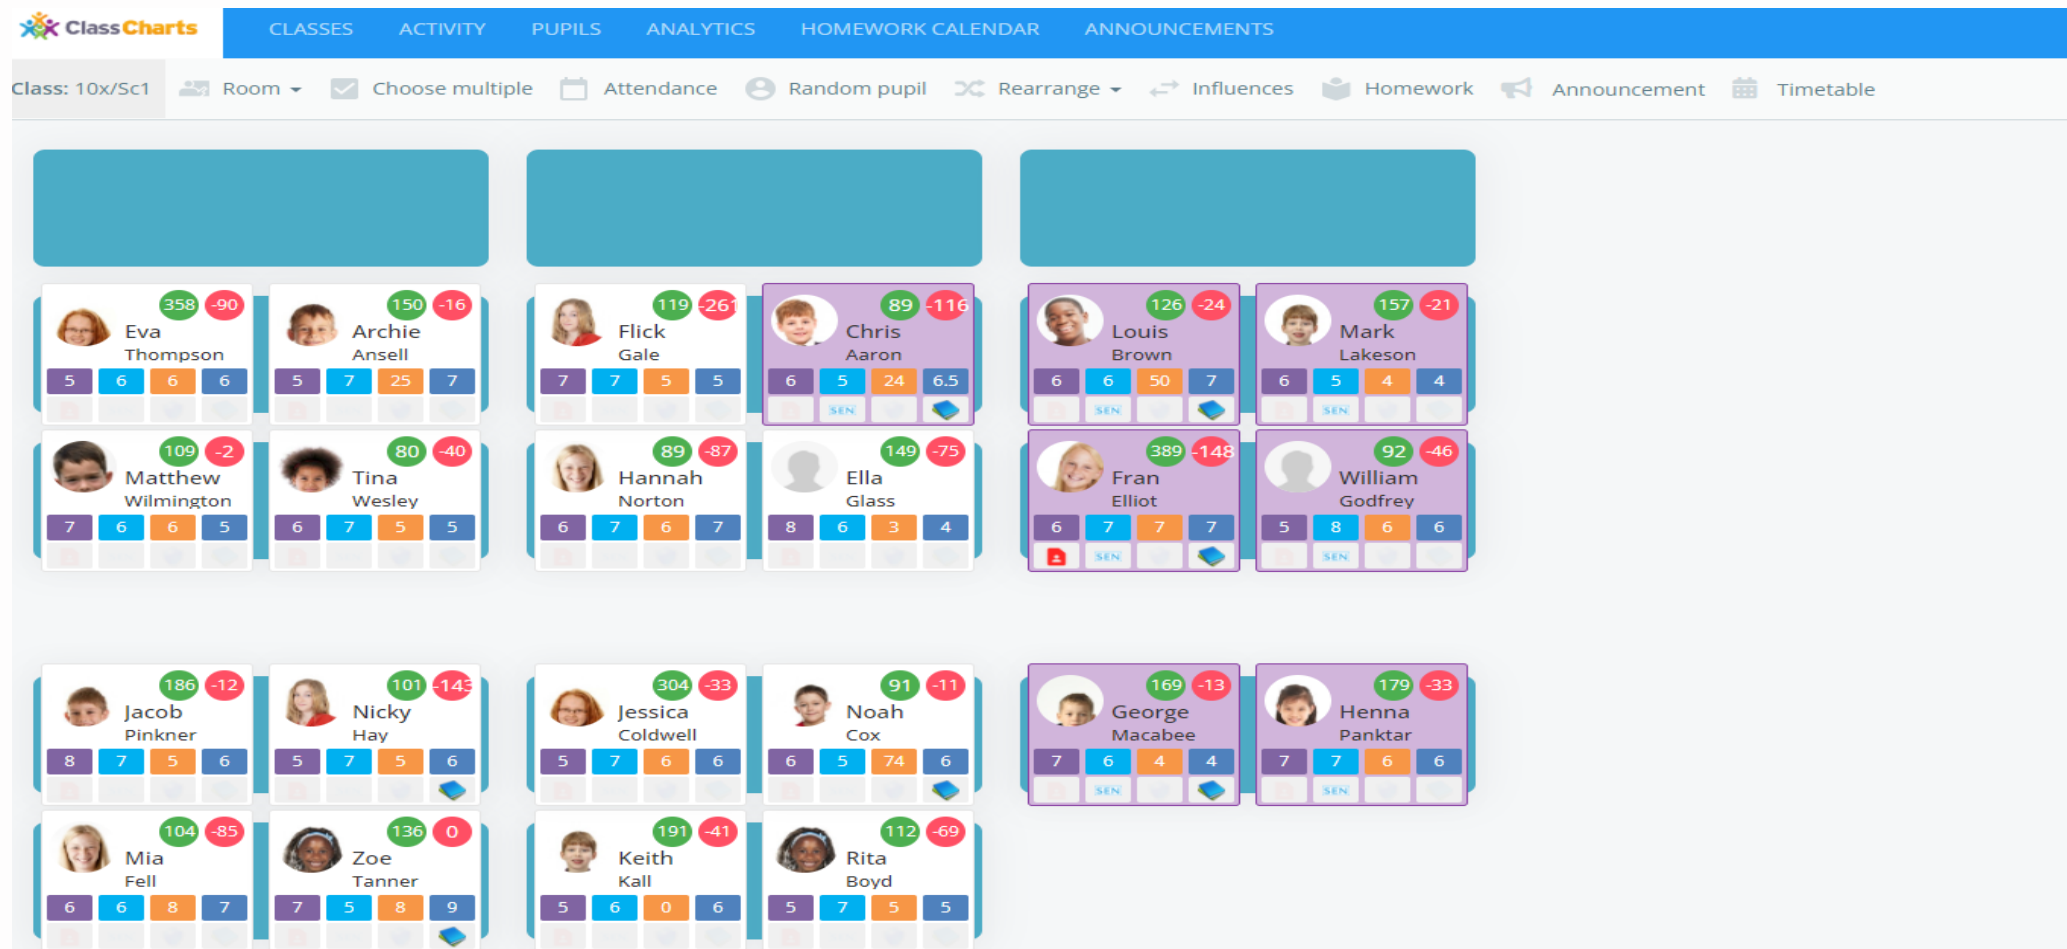 ClassCharts
CLASSES ACTIVITY PUPILS ANALYTICS HOMEWORK CALENDAR ANNOUNCEMENTS
Class: 10x/Sc1 Room Choose multiple Attendance Random pupil Rearrange Influences Homework Announcement Timetable
358 -90 150 -16 119 -261 89 -116 126 -24 157 -21
Eva Archie Flick Chris Louis Mark
Thompson Ansell Gale Aaron Brown Lakeson
5 6 6 6 5 7 25 7 7 7 5 5 6 5 24 6.5 6 6 50 7 6 5 4 4
SEN SEN SEN
109 -2 80 -40 89 -87 149 -75 389 -148 92 -46
Matthew Tina Hannah Ella Fran William
Wilmington Wesley Norton Glass Elliot Godfrey
7 6 6 5 6 7 5 5 6 7 6 7 8 6 3 4 6 7 7 7 5 8 6 6
SEN SEN
186 -12 101 -143 304 -33 91 -11 169 -13 179 -33
Jacob Nicky Jessica Noah George Henna
Pinkner Hay Coldwell Cox Macabee Panktar
8 7 5 6 5 7 5 6 5 7 6 6 6 5 74 6 7 6 4 4 7 7 6 6
SEN SEN
104 -85 136 0 191 -41 112 -69
Mia Zoe Keith Rita
Fell Tanner Kall Boyd
6 6 8 7 7 5 8 9 5 6 0 6 5 7 5 5